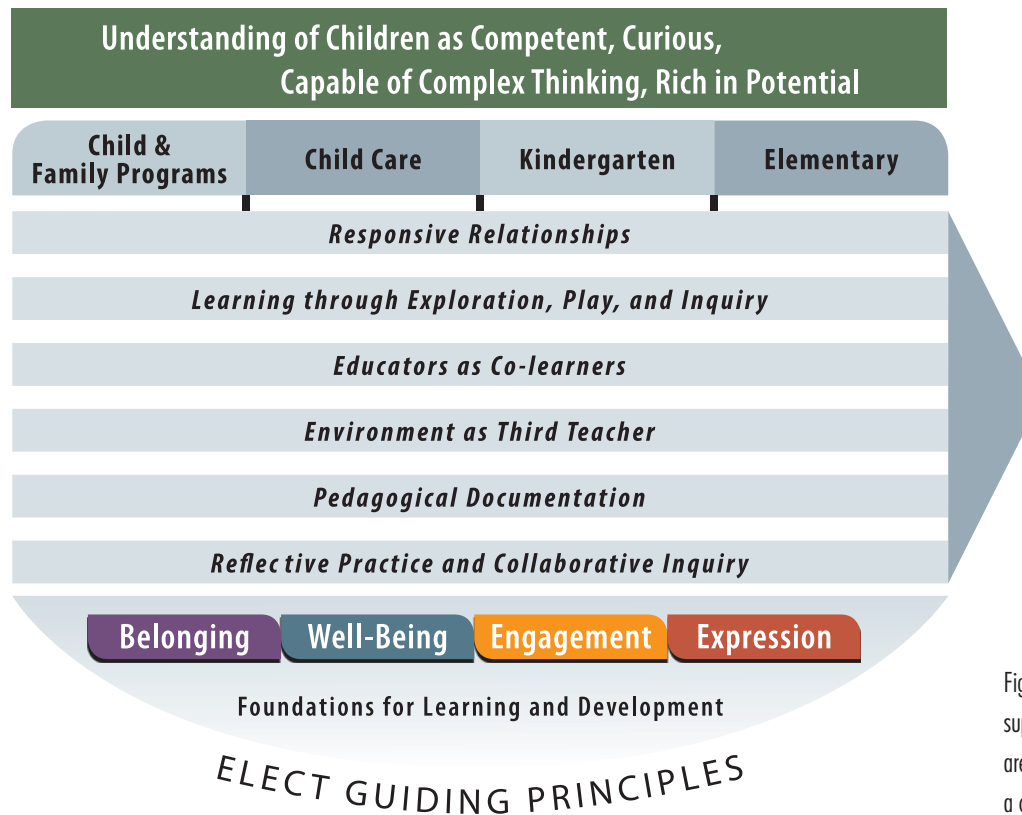 Understanding of Children as Competent, Curious,
Capable of Complex Thinking, Rich in Potential
Child &
Family Programs
Child Care
Kindergarten
Elementary
Responsive Relationships
Learning through Exploration, Play, and Inquiry
Educators as Co-learners
Environment as Third Teacher
Pedagogical Documentation
Reflective Practice and Collaborative Inquiry
Belonging
Well-Being
Engagement
Expression
Foundations for Learning and Development
ELECT GUIDING PRINCIPLES